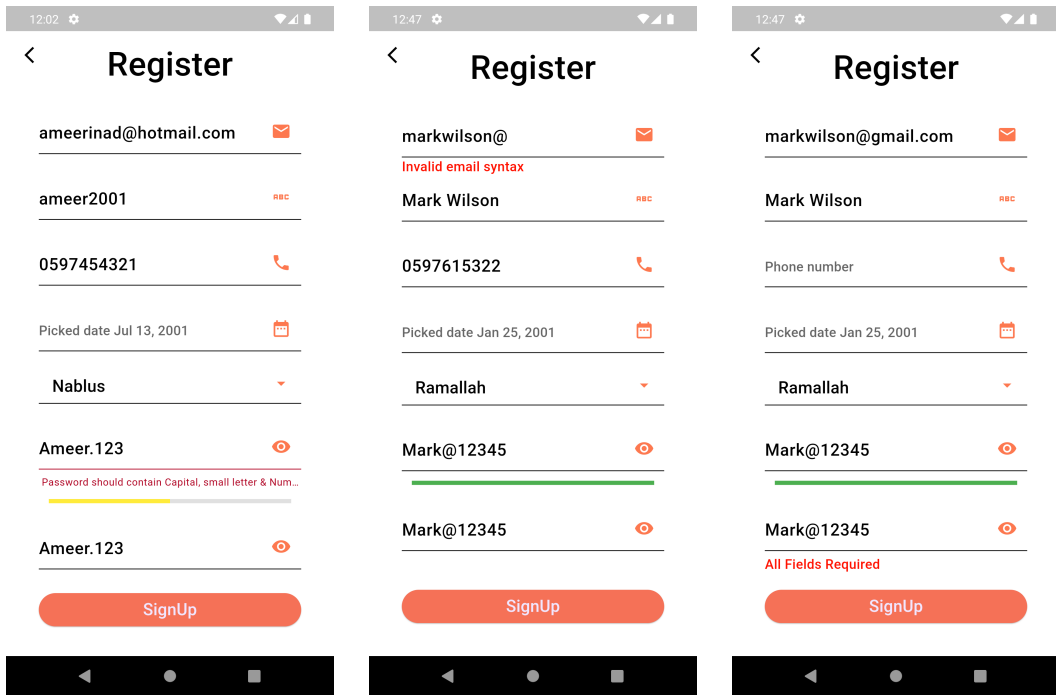 12:02
Register
ameerinad@hotmail.com
ameer2001
ABC
0597454321
Picked date Jul 13, 2001
Nablus
Ameer.123
Password should contain Capital, small letter & Num...
Ameer.123
SignUp
12:47
Register
markwilson@
Invalid email syntax
Mark Wilson
ABC
0597615322
Picked date Jan 25, 2001
Ramallah
Mark@12345
Mark@12345
SignUp
12:47
Register
markwilson@gmail.com
Mark Wilson
ABC
Phone number
Picked date Jan 25, 2001
Ramallah
Mark@12345
Mark@12345
All Fields Required
SignUp